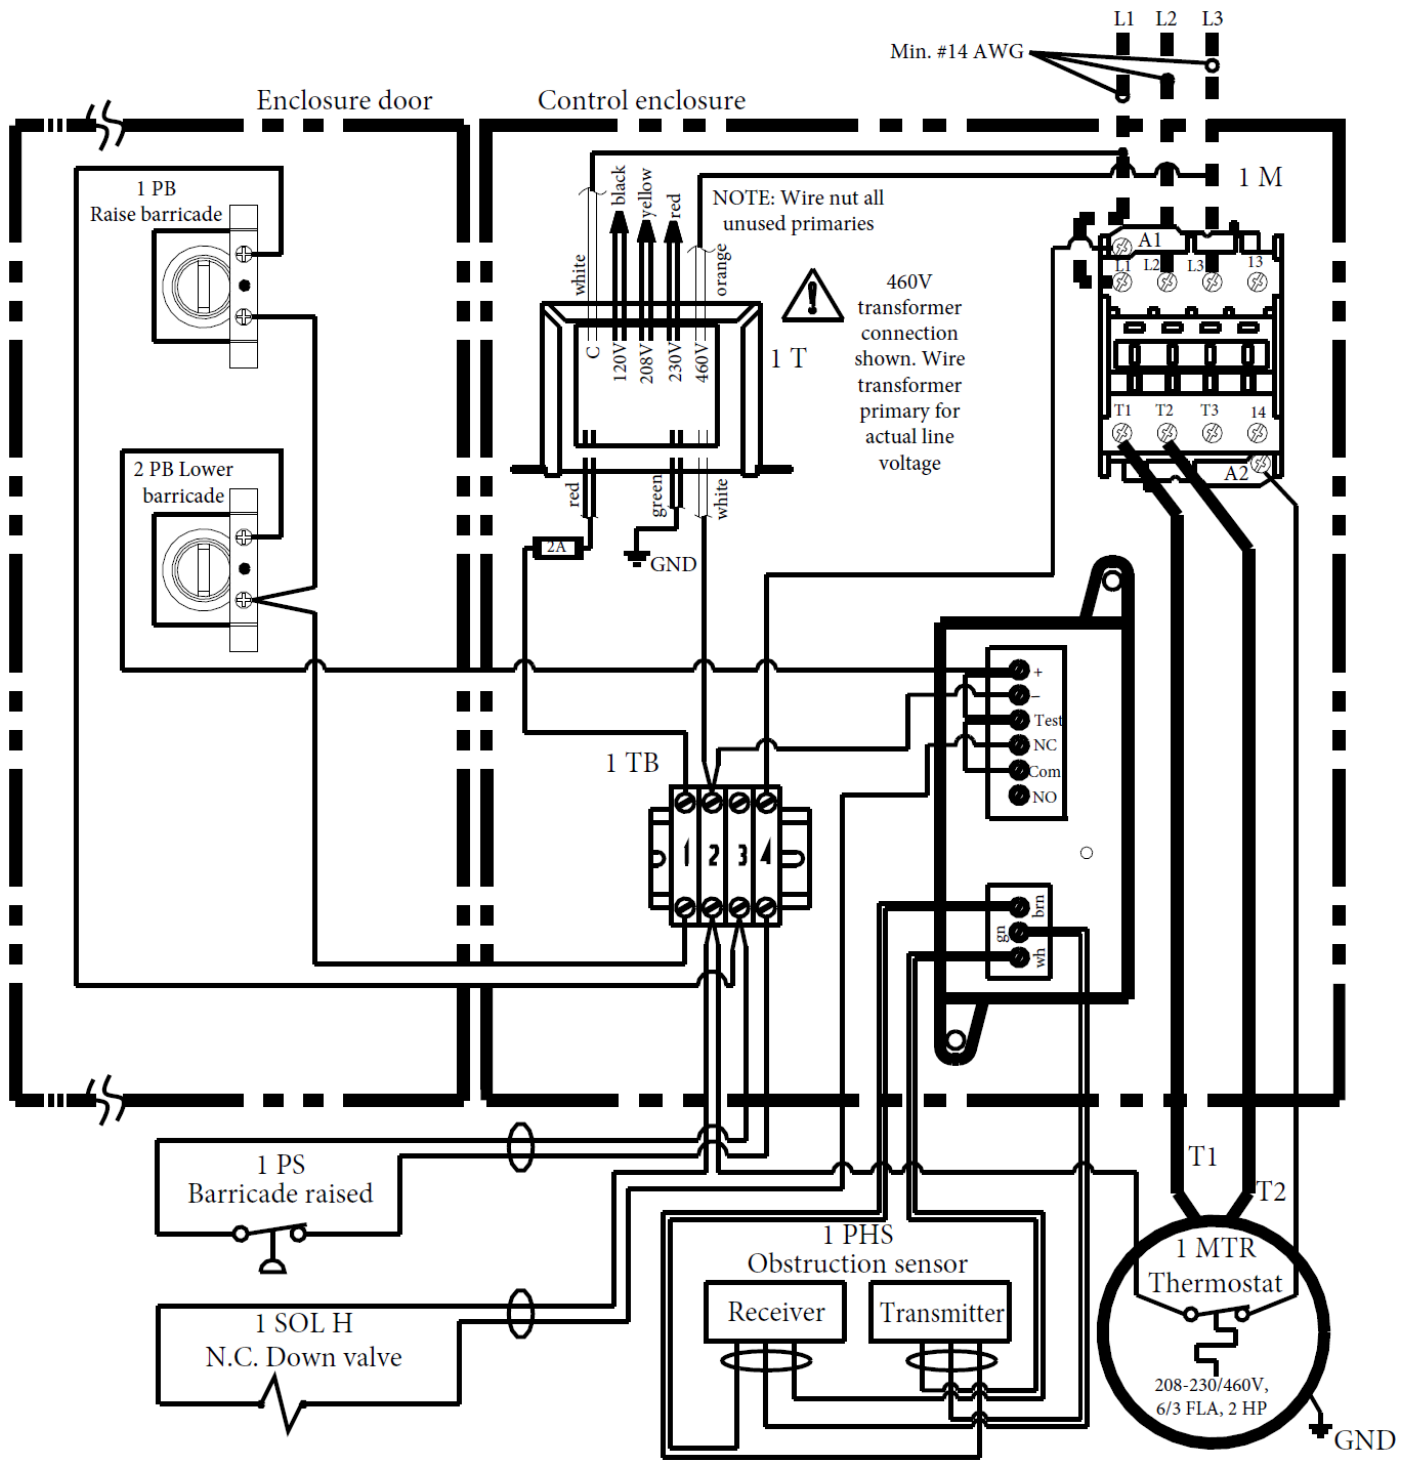 L1 L2 L3
Min. #14 AWG
Enclosure door
Control enclosure
1 PB
Raise barricade
black
yellow
red
NOTE: Wire nut all
unused primaries
1 M
white
orange
A1
L1 L2 L3 13
460V
transformer
connection
shown. Wire
transformer
primary for
actual line
voltage
C
120V
208V
230V
460V
1 T
T1 T2 T3 14
A2
2 PB Lower
barricade
red
green
white
2A
GND
+
–
Test
NC
Com
NO
1 TB
1 2 3 4
brn
gn
wh
1 PS
Barricade raised
T1
T2
1 PHS
Obstruction sensor
Receiver
Transmitter
1 MTR
Thermostat
208-230/460V,
6/3 FLA, 2 HP
GND
1 SOL H
N.C. Down valve